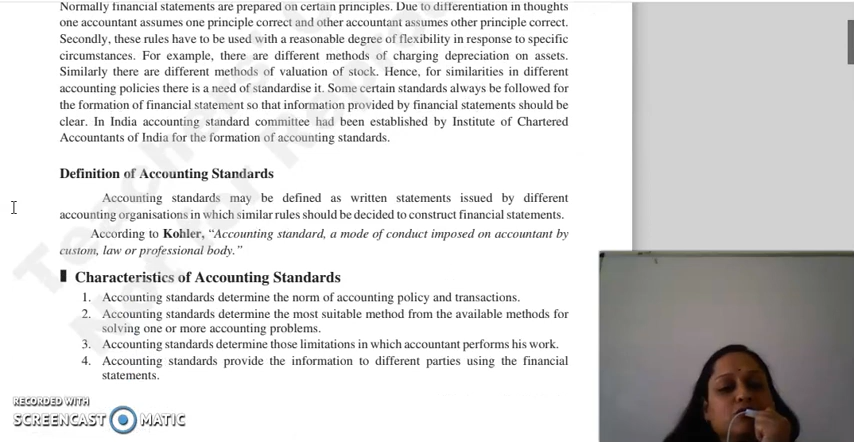 Normally financial statements are prepared on certain principles. Due to differentiation in thoughts
one accountant assumes one principle correct and other accountant assumes other principle correct.
Secondly, these rules have to be used with a reasonable degree of flexibility in response to specific
circumstances. For example, there are different methods of charging depreciation on assets.
Similarly there are different methods of valuation of stock. Hence, for similarities in different
accounting policies there is a need of standardise it. Some certain standards always be followed for
the formation of financial statement so that information provided by financial statements should be
clear. In India accounting standard committee had been established by Institute of Chartered
Accountants of India for the formation of accounting standards.
Definition of Accounting Standards
Accounting standards may be defined as written statements issued by different
accounting organisations in which similar rules should be decided to construct financial statements.
According to Kohler, “Accounting standard, a mode of conduct imposed on accountant by
custom, law or professional body.”
Characteristics of Accounting Standards
1. Accounting standards determine the norm of accounting policy and transactions.
2. Accounting standards determine the most suitable method from the available methods for
solving one or more accounting problems.
3. Accounting standards determine those limitations in which accountant performs his work.
4. Accounting standards provide the information to different parties using the financial
statements.
RECORDED WITH
SCREENCAST MATIC